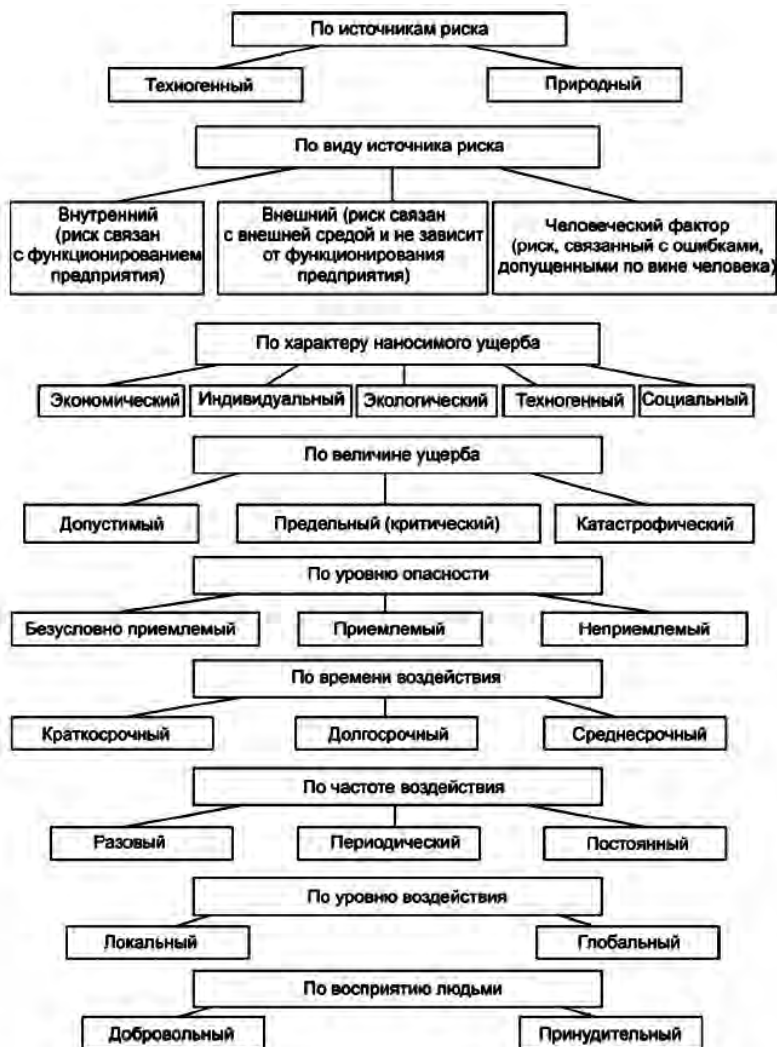 По источникам риска
Техногенный
Природный
По виду источника риска
Внутренний
(риск связан
с функционированием
предприятия)
Внешний (риск связан
с внешней средой и не зависит
от функционирования
предприятия)
Человеческий фактор
(риск, связанный с ошибками,
допущенными по вине человека)
По характеру наносимого ущерба
Экономический
Индивидуальный
Экологический
Техногенный
Социальный
По величине ущерба
Допустимый
Предельный (критический)
Катастрофический
По уровню опасности
Безусловно приемлемый
Приемлемый
Неприемлемый
По времени воздействия
Краткосрочный
Долгосрочный
Среднесрочный
По частоте воздействия
Разовый
Периодический
Постоянный
По уровню воздействия
Локальный
Глобальный
По восприятию людьми
Добровольный
Принудительный